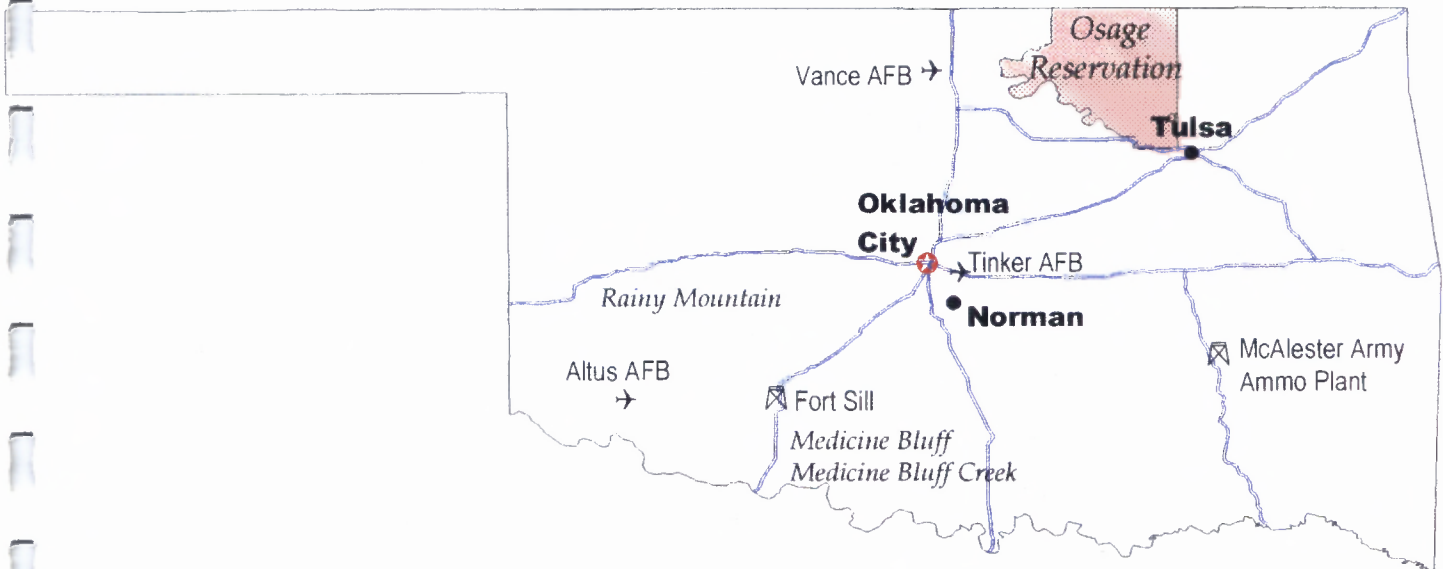 Osage
Reservation
Vance AFB
Tulsa
Oklahoma
City
Tinker AFB
Rainy Mountain
Norman
McAlester Army
Ammo Plant
Altus AFB
Fort Sill
Medicine Bluff
Medicine Bluff Creek